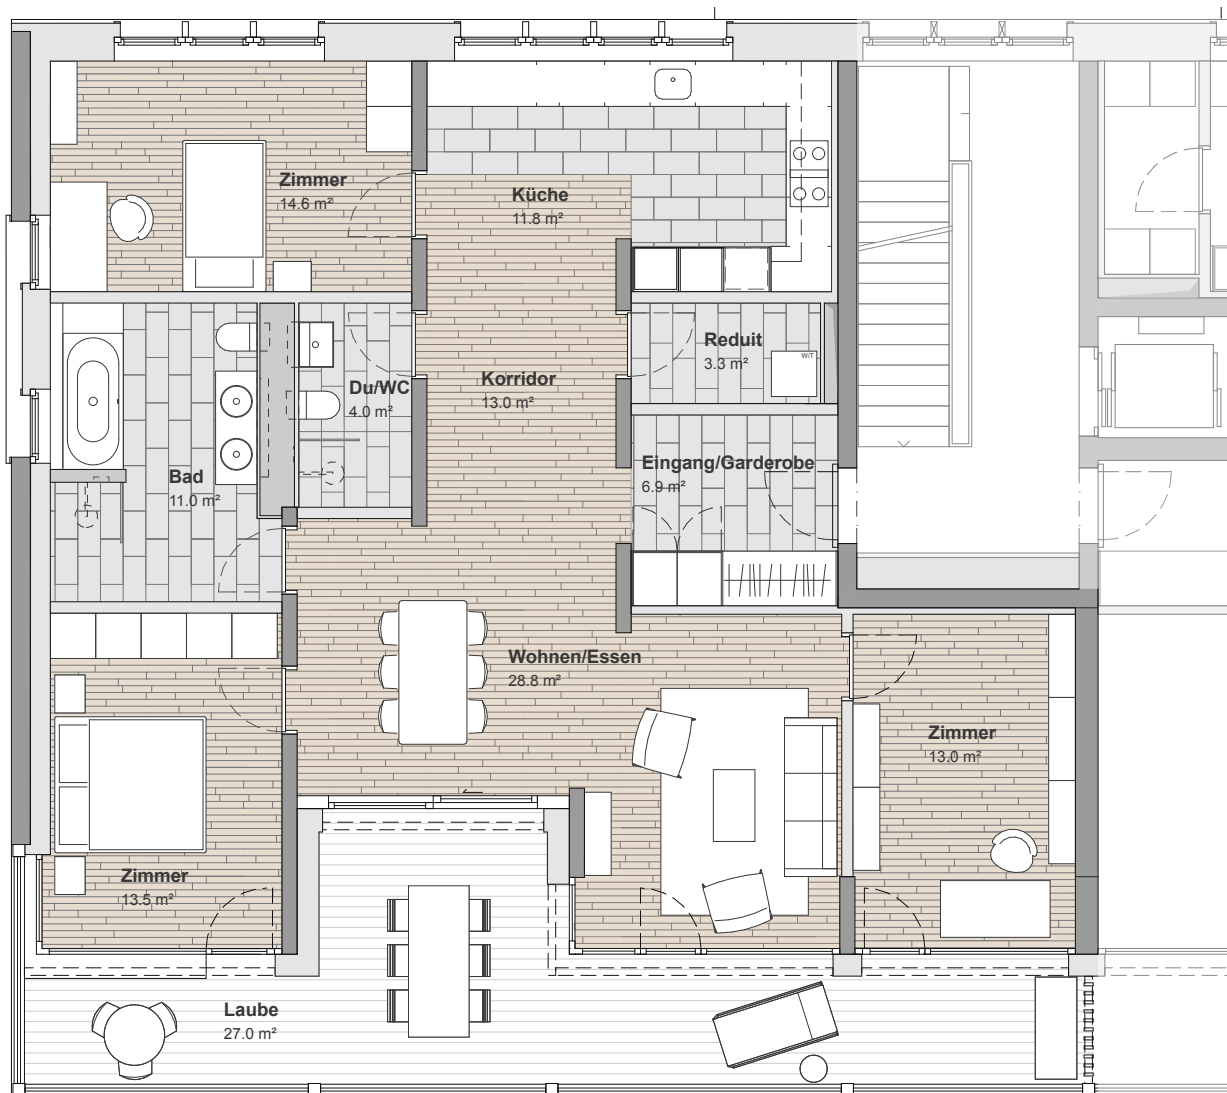 Zimmer
14.6 m²
Küche
11.8 m²
Reduit
3.3 m²
W/T
Du/WC
4.0 m²
Korridor
13.0 m²
Bad
11.0 m²
Eingang/Garderobe
6.9 m²
Wohnen/Essen
28.8 m²
Zimmer
13.0 m²
Zimmer
13.5 m²
Laube
27.0 m²